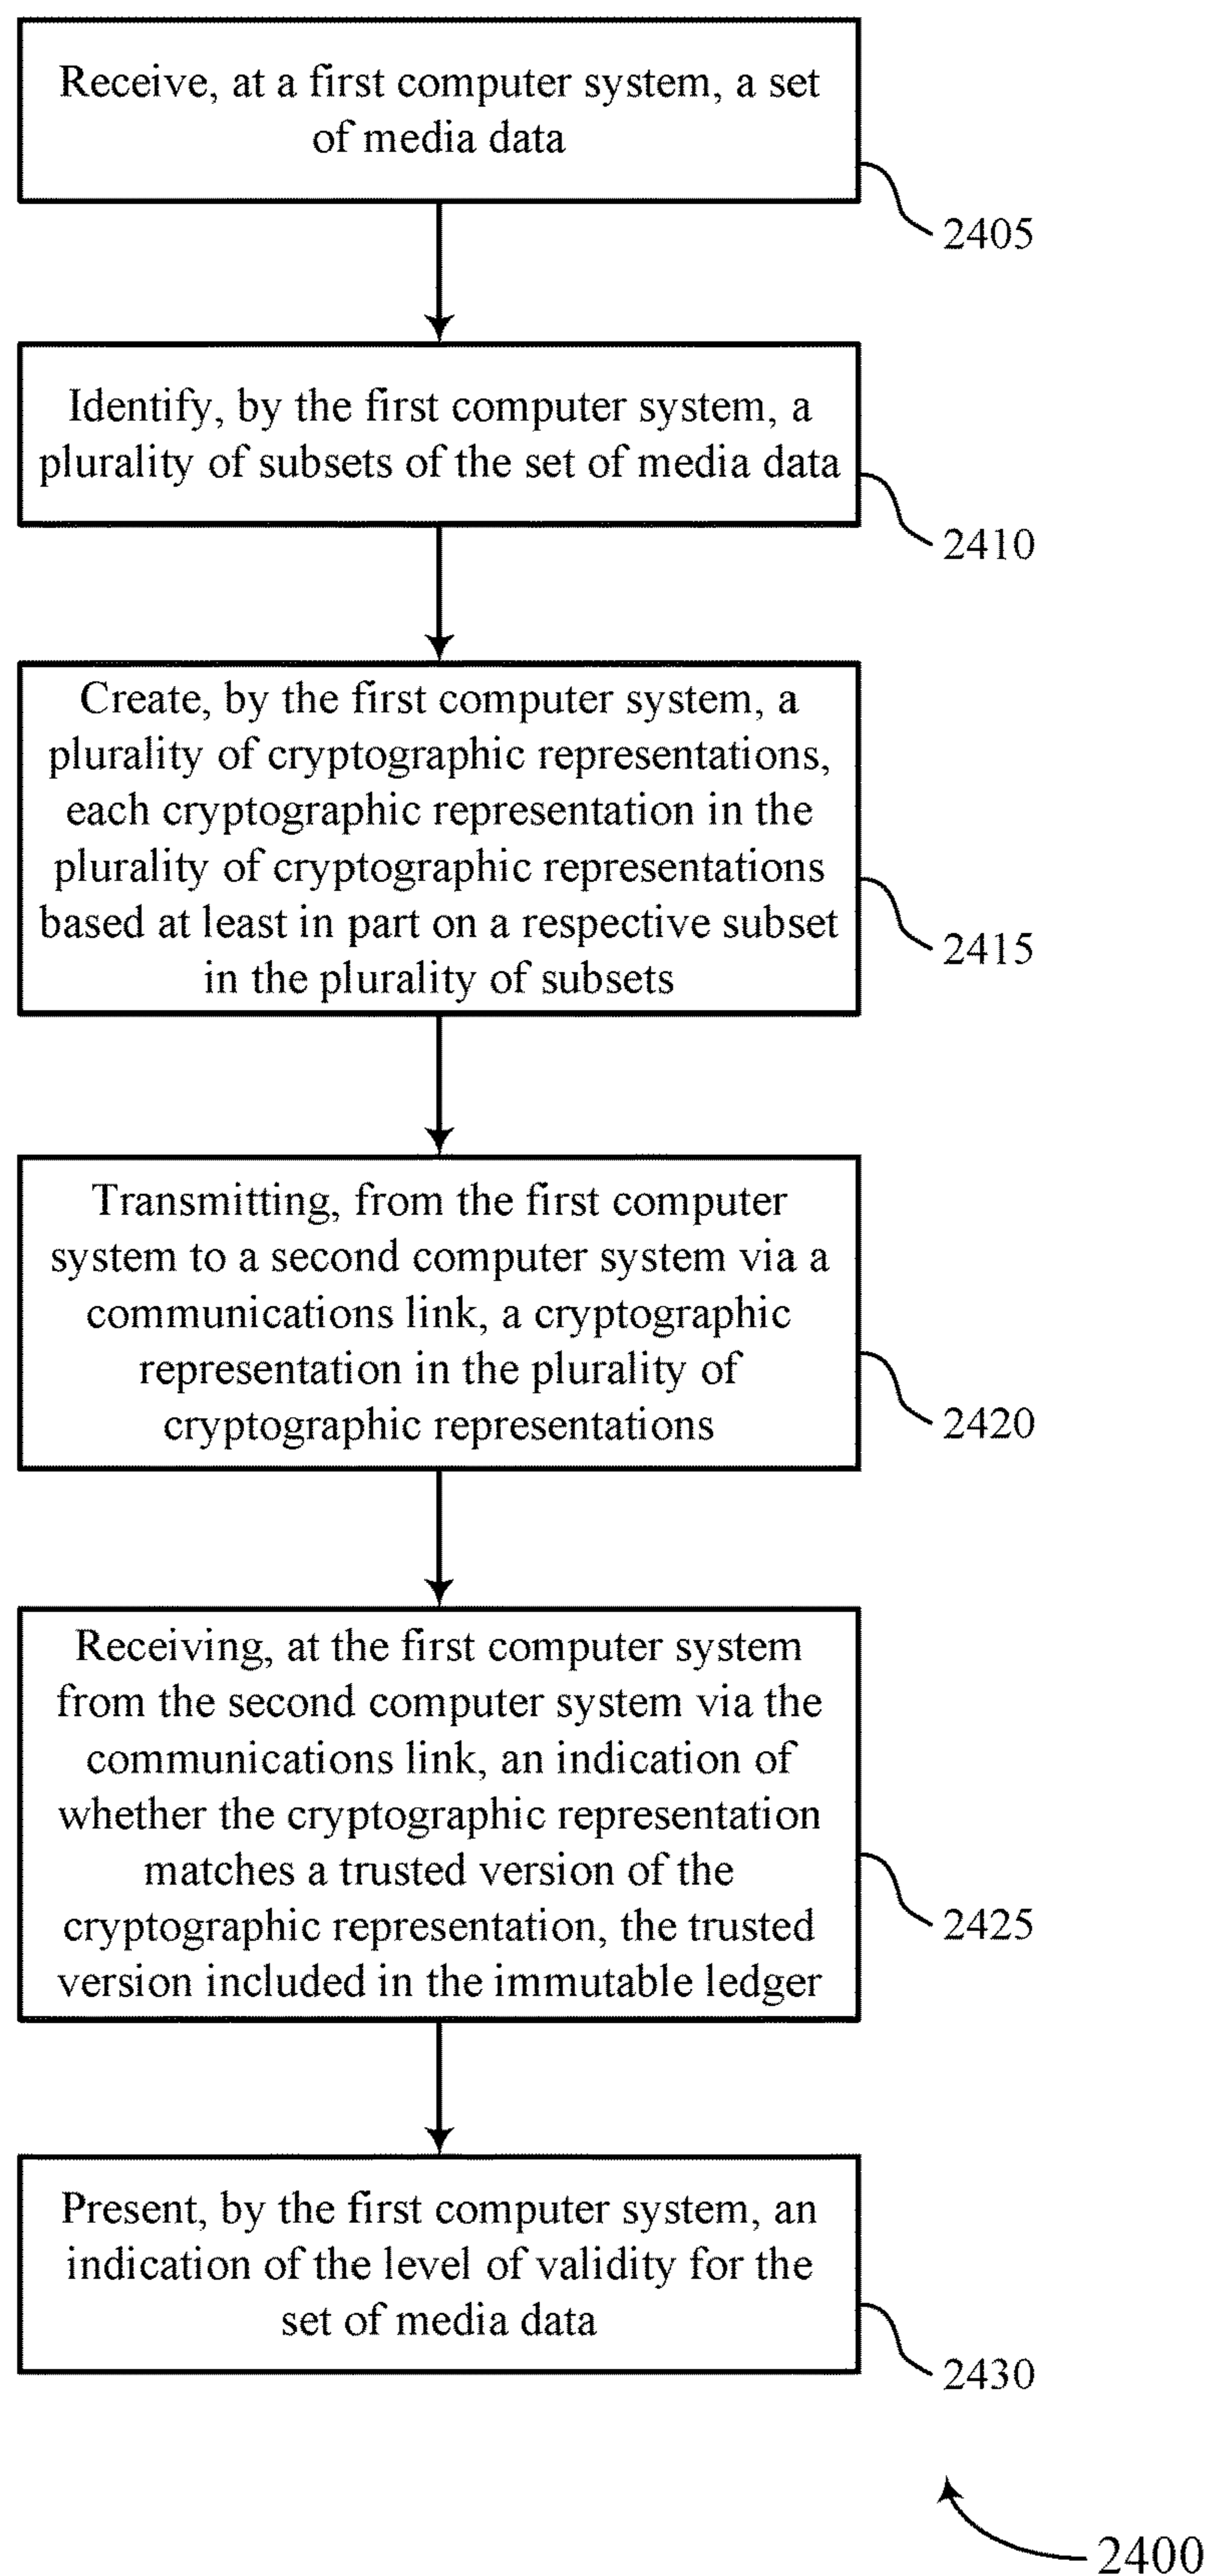 Receive, at a first computer system, a set
of media data
2405
Identify, by the first computer system, a
plurality of subsets of the set of media data
2410
Create, by the first computer system, a
plurality of cryptographic representations,
each cryptographic representation in the
plurality of cryptographic representations
based at least in part on a respective subset
in the plurality of subsets
2415
Transmitting, from the first computer
system to a second computer system via a
communications link, a cryptographic
representation in the plurality of
cryptographic representations
2420
Receiving, at the first computer system
from the second computer system via the
communications link, an indication of
whether the cryptographic representation
matches a trusted version of the
cryptographic representation, the trusted
version included in the immutable ledger
2425
Present, by the first computer system, an
indication of the level of validity for the
set of media data
2430
2400